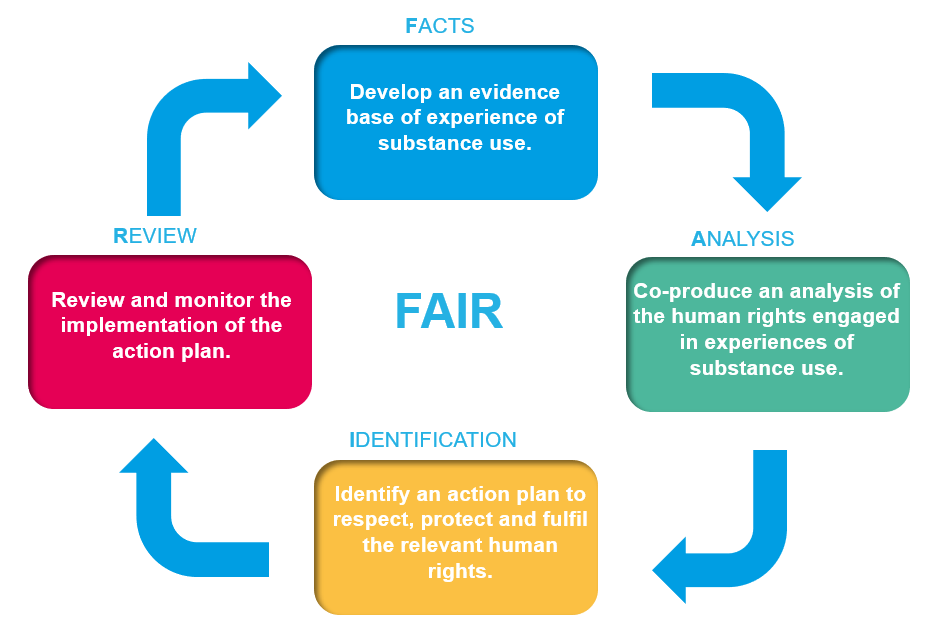 FACTS
Develop an evidence
base of experience of
substance use.
ANALYSIS
Co-produce an analysis of
the human rights engaged
in experiences of
substance use.
IDENTIFICATION
Identify an action plan to
respect, protect and fulfil
the relevant human
rights.
REVIEW
Review and monitor the
implementation of the
action plan.
FAIR